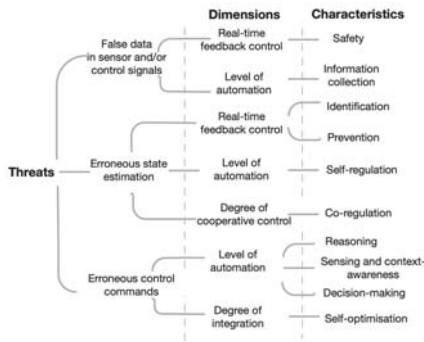 Dimensions Characteristics
False data
in sensor and/or
control signals
Real-time
feedback control
Safety
Level of
automation
Information
collection
Threats
Erroneous state
estimation
Real-time
feedback control
Identification
Prevention
Level of
automation
Self-regulation
Degree of
cooperative control
Co-regulation
Erroneous control
commands
Level of
automation
Reasoning
Sensing and context-
awareness
Decision-making
Degree of
integration
Self-optimisation